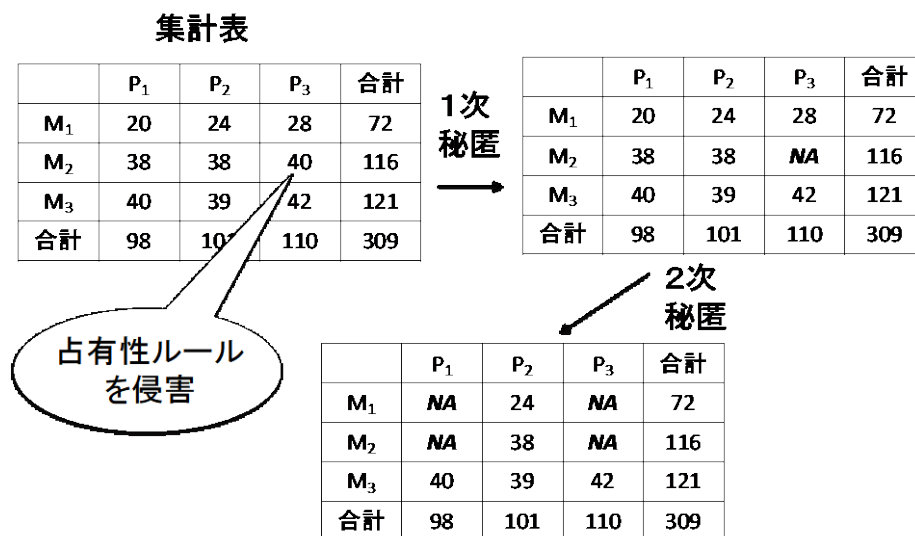 集計表
P₁ P₂ P₃ 合計
M₁ 20 24 28 72
M₂ 38 38 40 116
M₃ 40 39 42 121
合計 98 101 110 309
占有性ルール
を侵害
1次
秘匿
P₁ P₂ P₃ 合計
M₁ 20 24 28 72
M₂ 38 38 NA 116
M₃ 40 39 42 121
合計 98 101 110 309
2次
秘匿
P₁ P₂ P₃ 合計
M₁ NA 24 NA 72
M₂ NA 38 NA 116
M₃ 40 39 42 121
合計 98 101 110 309